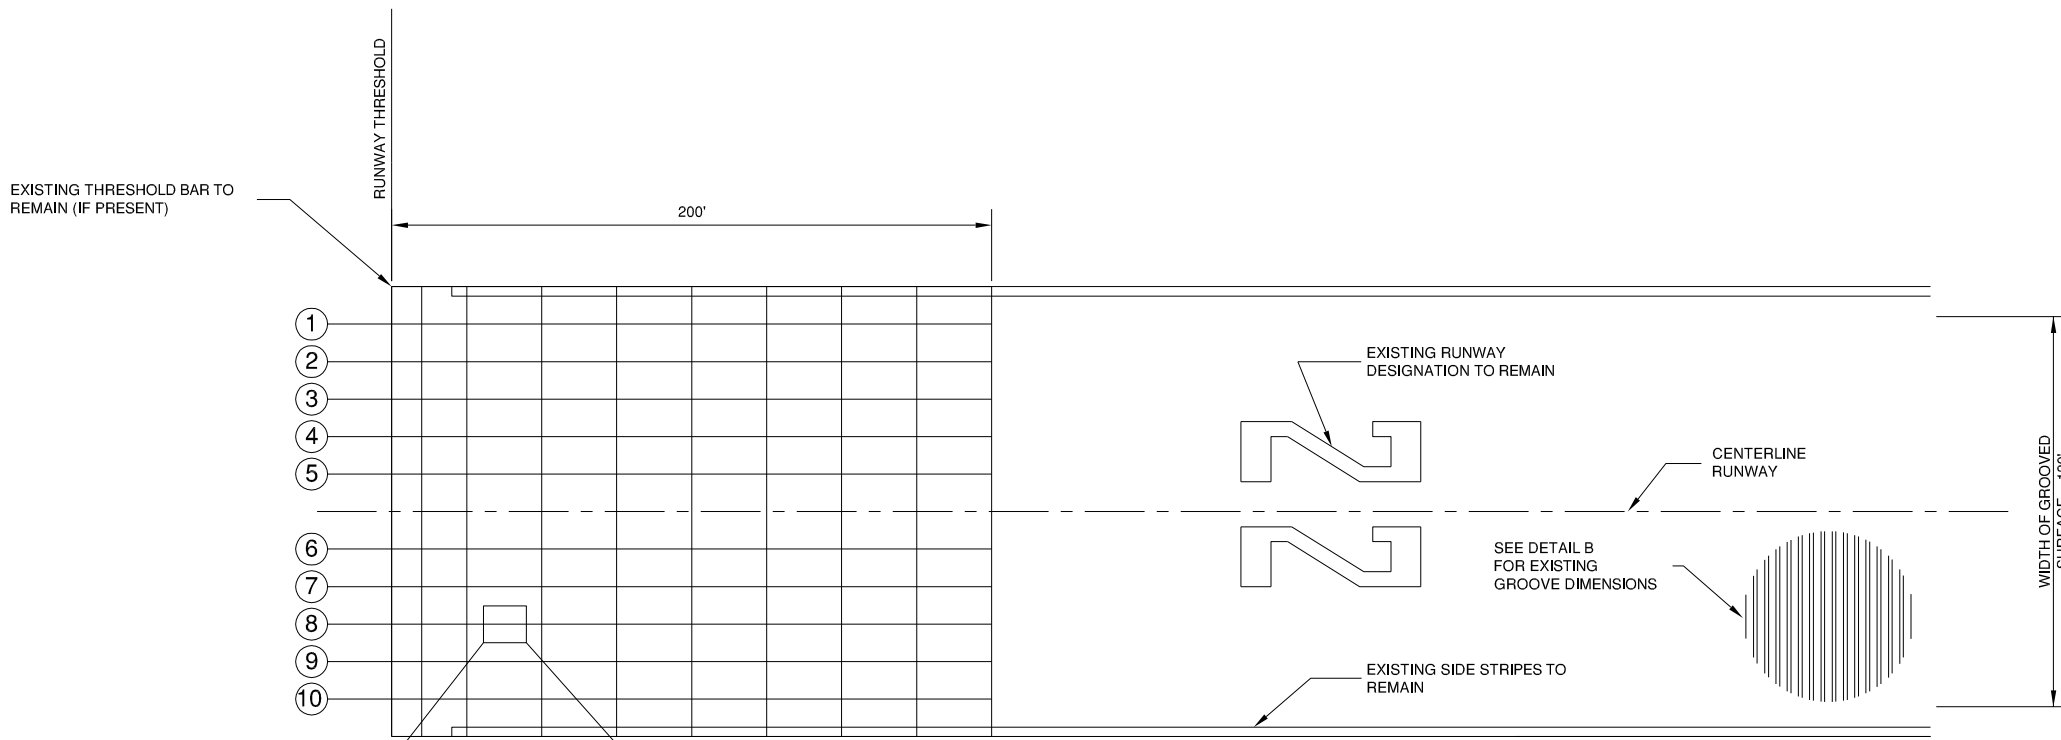 RUNWAY THRESHOLD
EXISTING THRESHOLD BAR TO
REMAIN (IF PRESENT)
200'
1
2
3
4
5
6
7
8
9
10
EXISTING RUNWAY
DESIGNATION TO REMAIN
22
CENTERLINE
RUNWAY
SEE DETAIL B
FOR EXISTING
GROOVE DIMENSIONS
EXISTING SIDE STRIPES TO
REMAIN
WIDTH OF GROOVED